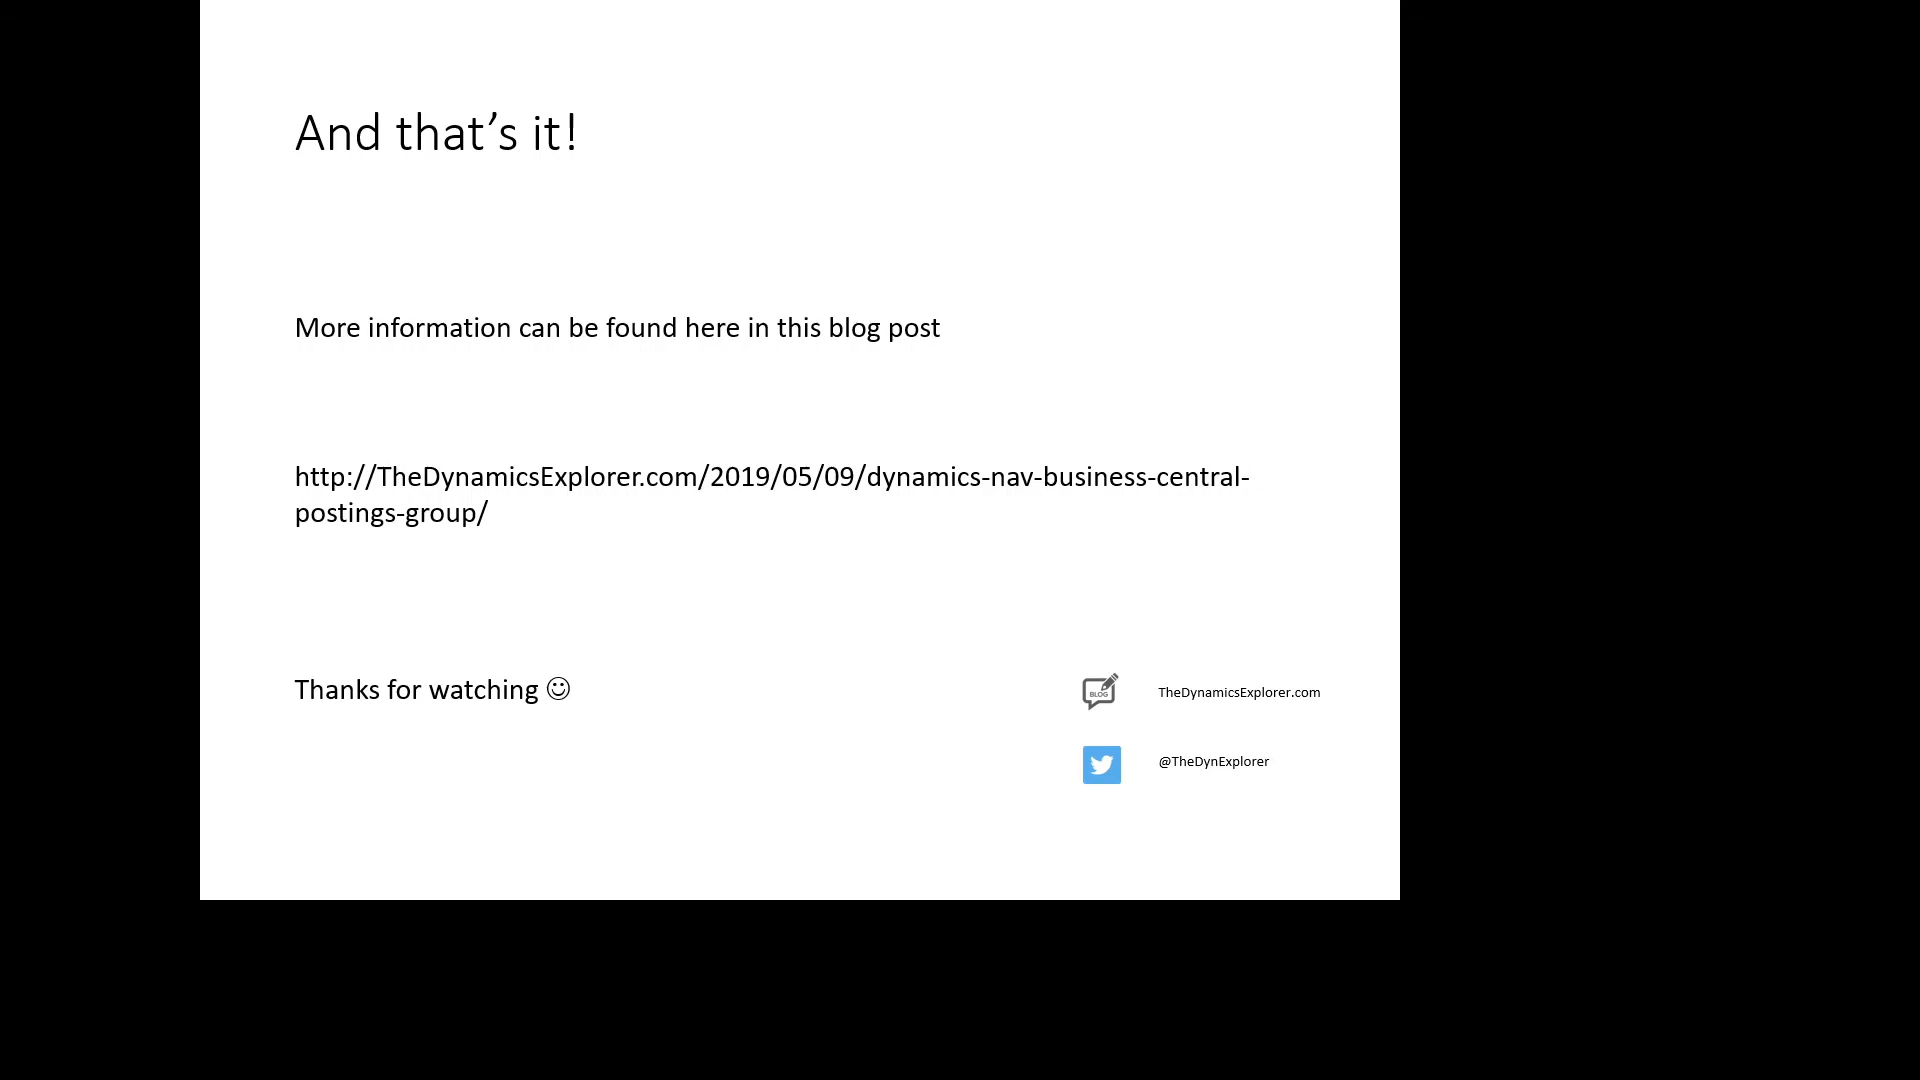 And that’s it!
More information can be found here in this blog post
http://TheDynamicsExplorer.com/2019/05/09/dynamics-nav-business-central-
postings-group/
Thanks for watching ☺
BLOG
TheDynamicsExplorer.com
@TheDynExplorer